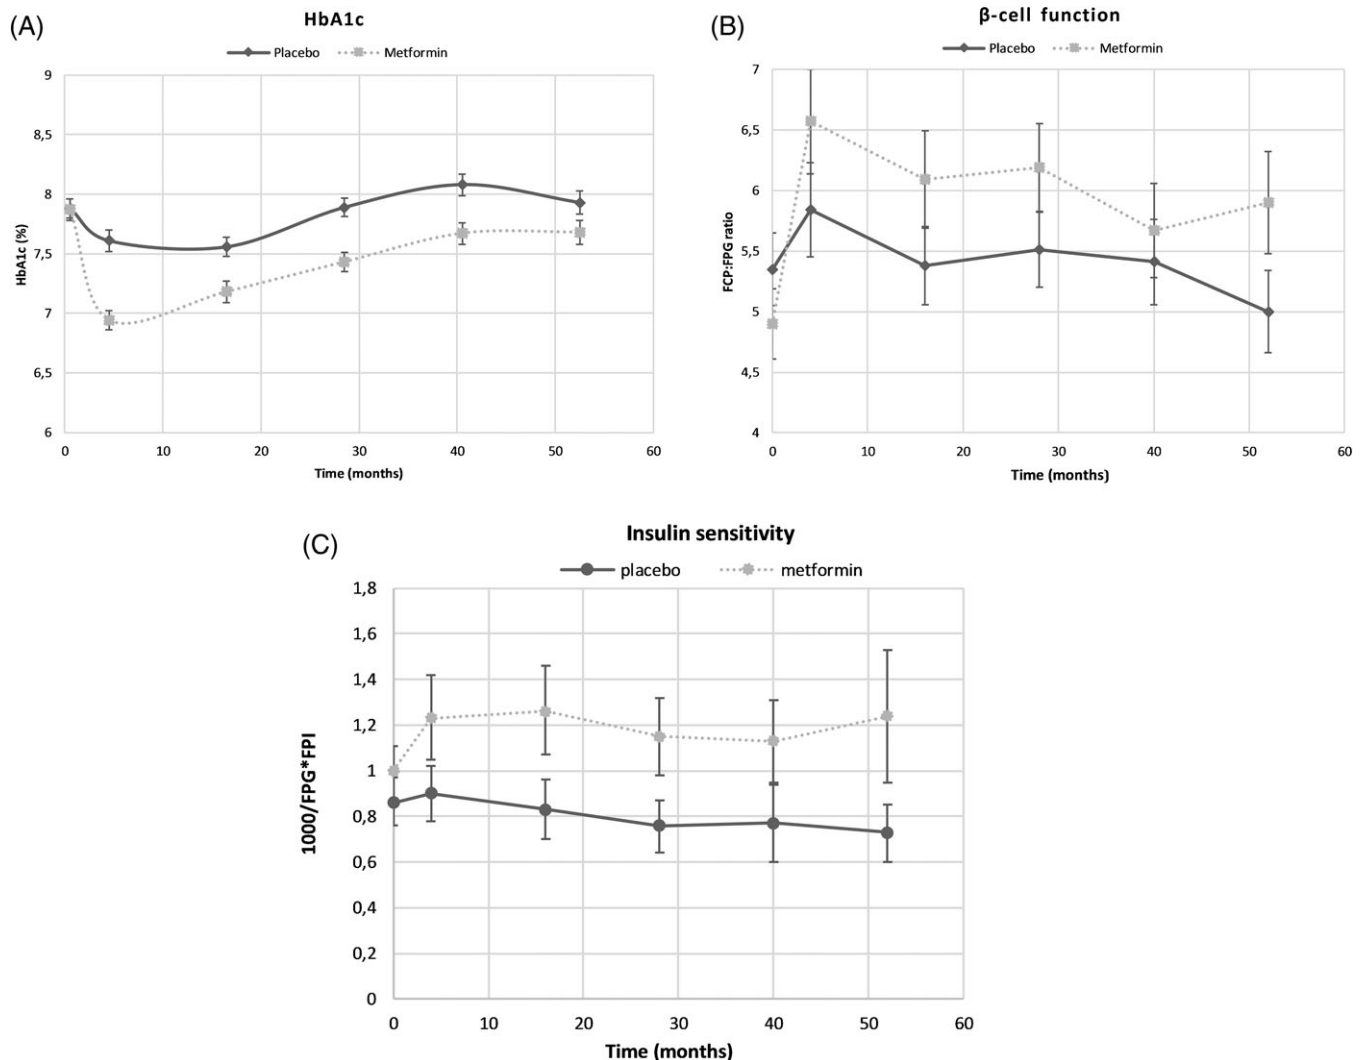 (A)
HbA1c
Placebo Metformin
9
8,5
8
7,5
7
6,5
6
HbA1c (%)
0 10 20 30 40 50 60
Time (months)
(B)
β-cell function
Placebo Metformin
7
6,5
6
5,5
5
4,5
4
FCP:FPG ratio
0 10 20 30 40 50 60
Time (months)
(C)
Insulin sensitivity
placebo metformin
1,8
1,6
1,4
1,2
1
0,8
0,6
0,4
0,2
0
1000/FPG*FPI
0 10 20 30 40 50 60
Time (months)